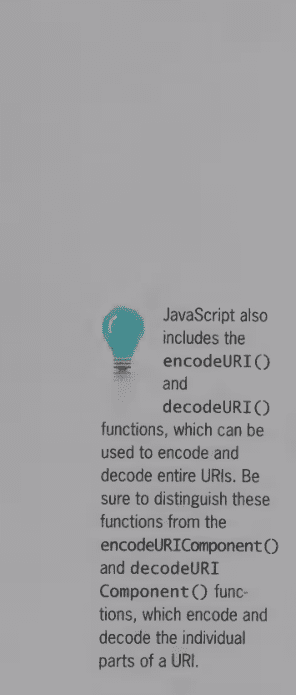 JavaScript also
includes the
encodeURI()
and
decodeURI()
functions, which can be
used to encode and
decode entire URIs. Be
sure to distinguish these
functions from the
encodeURIComponent()
and decodeURI
Component() func-
tions, which encode and
decode the individual
parts of a URI.